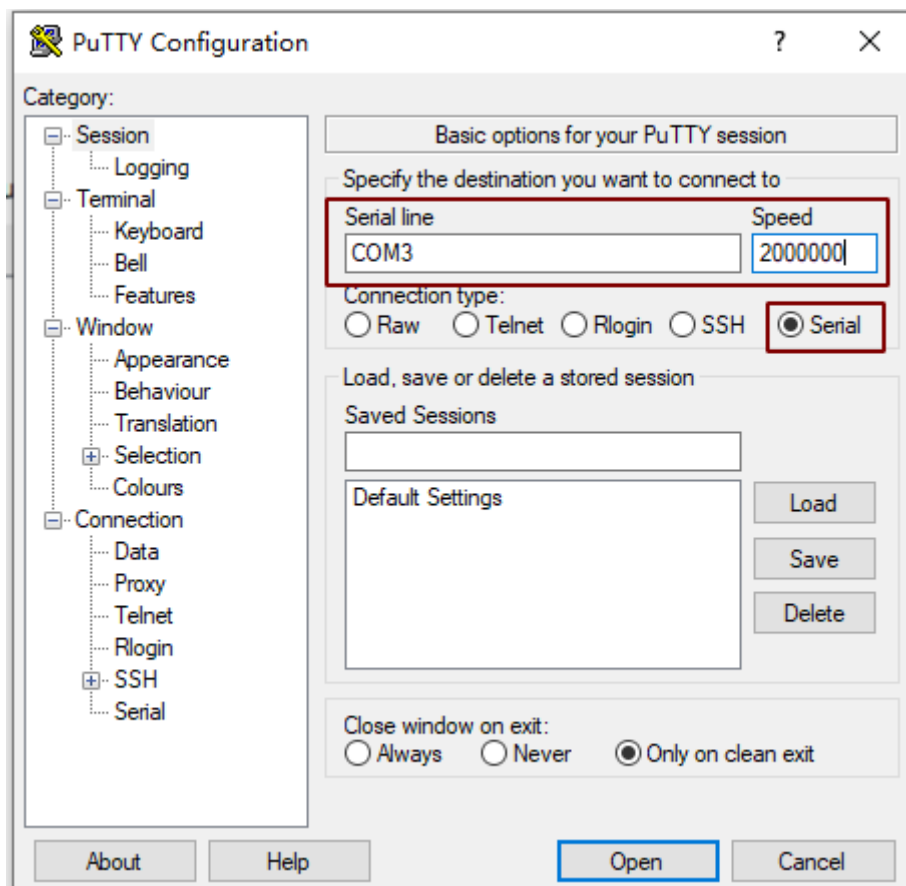 PuTTY Configuration
?
Category:
Session
Logging
Terminal
Keyboard
Bell
Features
Window
Appearance
Behaviour
Translation
Selection
Colours
Connection
Data
Proxy
Telnet
Rlogin
SSH
Serial
Basic options for your PuTTY session
Specify the destination you want to connect to
Serial line Speed
COM3 2000000
Connection type:
Raw Telnet Rlogin SSH Serial
Load, save or delete a stored session
Saved Sessions
Default Settings
Load
Save
Delete
Close window on exit:
Always Never Only on clean exit
About Help Open Cancel